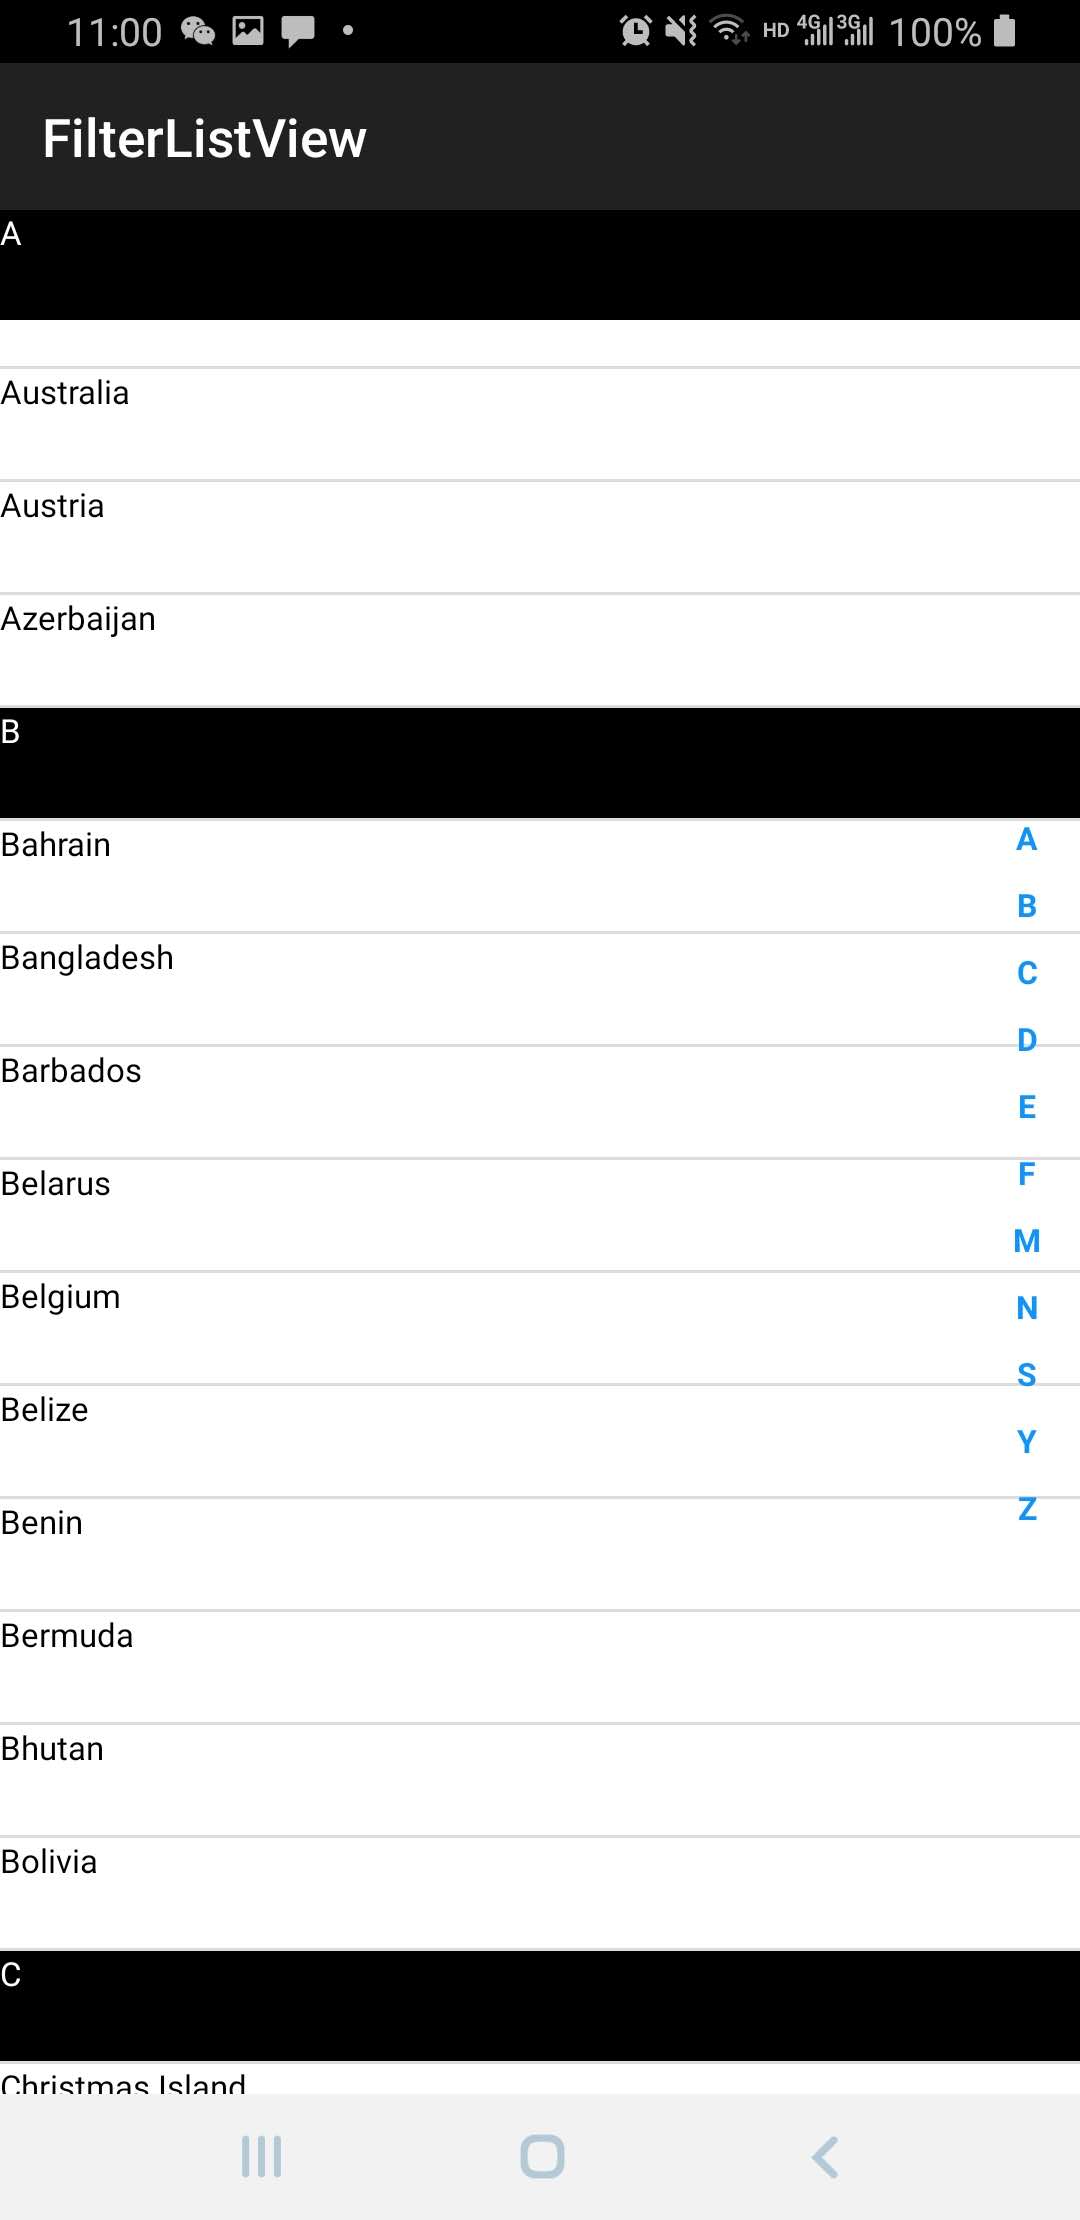 11:00 HD 4G 3G 100%
FilterListView
A
Australia
Austria
Azerbaijan
B
Bahrain
A
B
Bangladesh
C
D
Barbados
E
F
Belarus
M
Belgium
N
S
Belize
Y
Z
Benin
Bermuda
Bhutan
Bolivia
C
Christmas Island